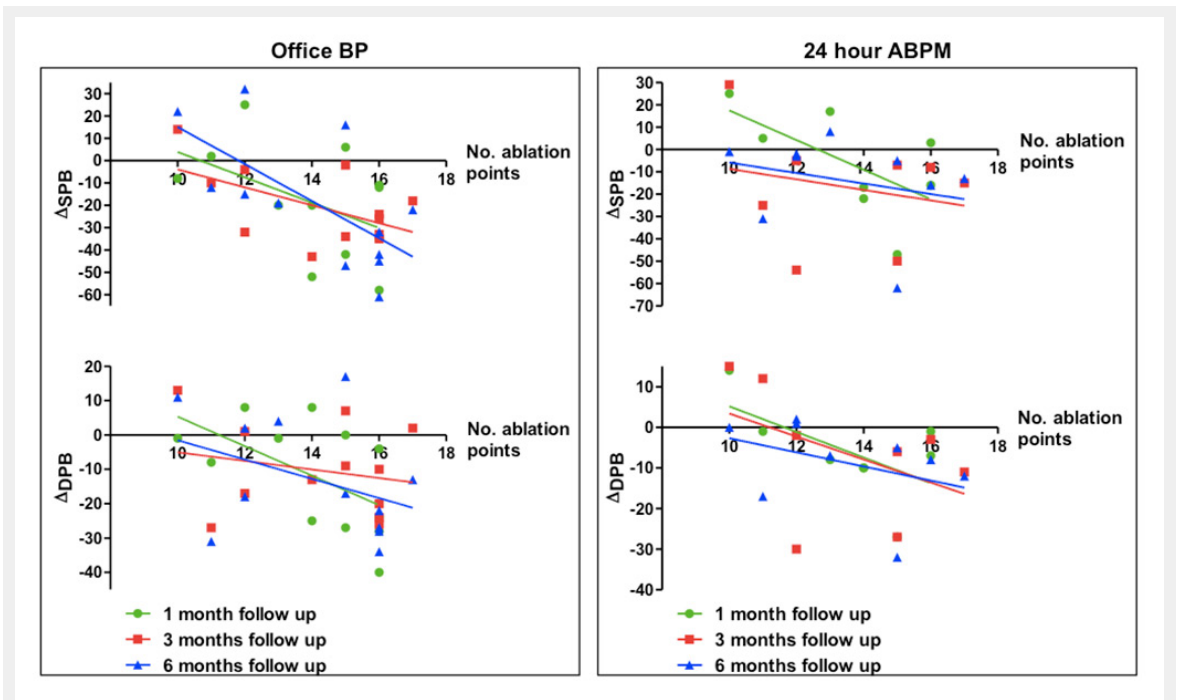 Office BP
30
20
10
0
-10
-20
-30
-40
-50
-60
10 12 14 16 18
ΔSPB
No. ablation
points
20
10
0
-10
-20
-30
-40
10 12 14 16 18
ΔDPB
No. ablation
points
1 month follow up
3 months follow up
6 months follow up
24 hour ABPM
30
20
10
0
-10
-20
-30
-40
-50
-60
-70
10 12 14 16 18
ΔSPB
No. ablation
points
10
0
-10
-20
-30
-40
10 12 14 16 18
ΔDPB
No. ablation
points
1 month follow up
3 months follow up
6 months follow up